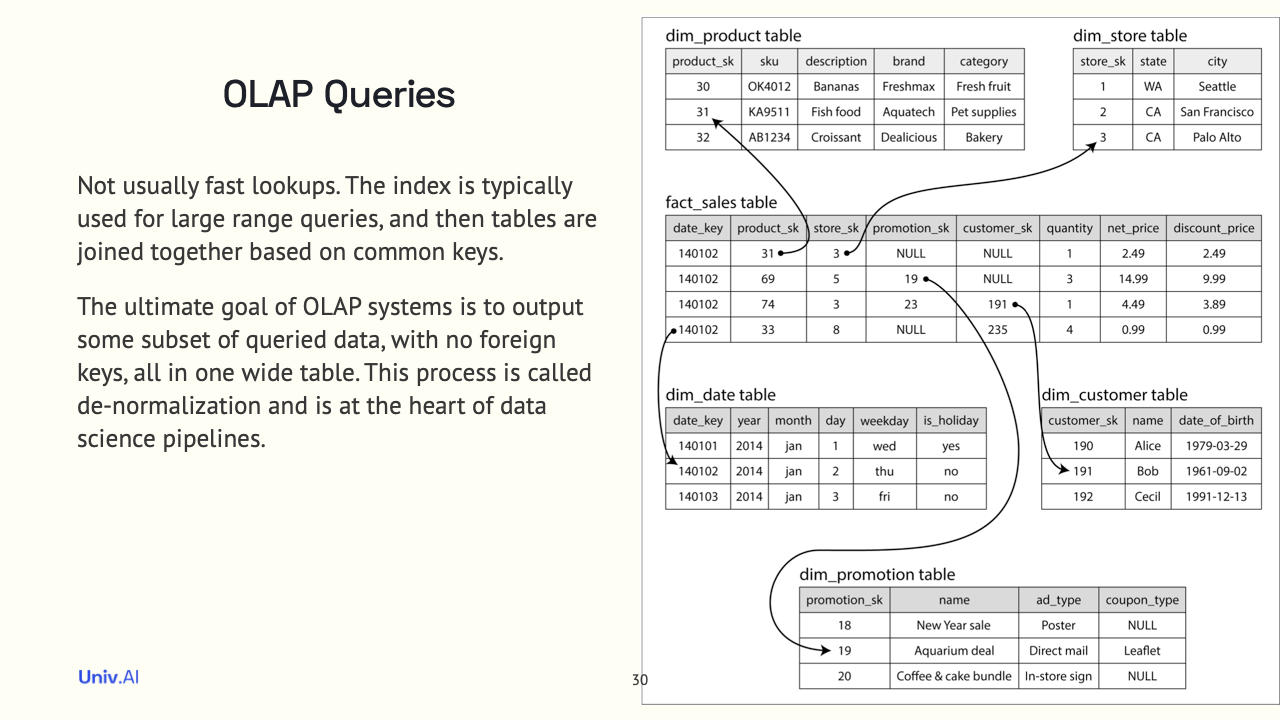 OLAP Queries
Not usually fast lookups. The index is typically
used for large range queries, and then tables are
joined together based on common keys.
The ultimate goal of OLAP systems is to output
some subset of queried data, with no foreign
keys, all in one wide table. This process is called
de-normalization and is at the heart of data
science pipelines.
Univ.AI
30
dim_product table
product_sk sku description brand category
30 OK4012 Bananas Freshmax Fresh fruit
31 KA9511 Fish food Aquatech Pet supplies
32 AB1234 Croissant Dealicious Bakery
dim_store table
store_sk state city
1 WA Seattle
2 CA San Francisco
3 CA Palo Alto
fact_sales table
date_key product_sk store_sk promotion_sk customer_sk quantity net_price discount_price
140102 31 3 NULL NULL 1 2.49 2.49
140102 69 5 19 NULL 3 14.99 9.99
140102 74 3 23 191 1 4.49 3.89
140102 33 8 NULL 235 4 0.99 0.99
dim_date table
date_key year month day weekday is_holiday
140101 2014 jan 1 wed yes
140102 2014 jan 2 thu no
140103 2014 jan 3 fri no
dim_customer table
customer_sk name date_of_birth
190 Alice 1979-03-29
191 Bob 1961-09-02
192 Cecil 1991-12-13
dim_promotion table
promotion_sk name ad_type coupon_type
18 New Year sale Poster NULL
19 Aquarium deal Direct mail Leaflet
20 Coffee & cake bundle In-store sign NULL